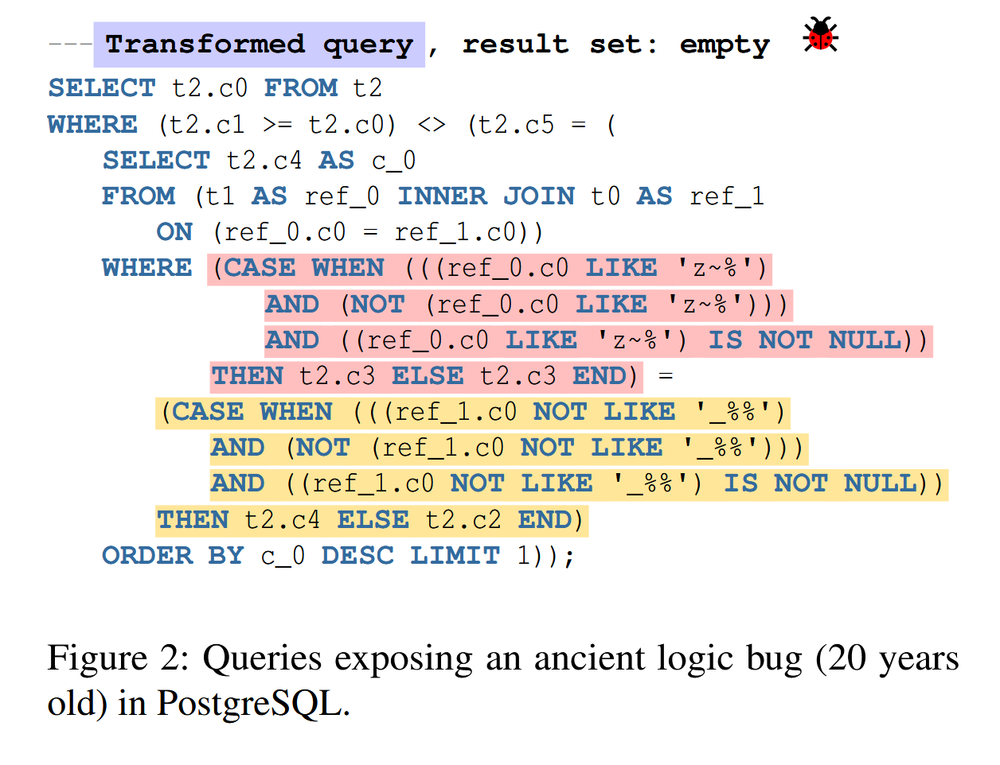 --- Transformed query, result set: empty
SELECT t2.c0 FROM t2
WHERE (t2.c1 >= t2.c0) <> (t2.c5 = (
SELECT t2.c4 AS c_0
FROM (t1 AS ref_0 INNER JOIN t0 AS ref_1
ON (ref_0.c0 = ref_1.c0))
WHERE (CASE WHEN (((ref_0.c0 LIKE 'z~%')
AND (NOT (ref_0.c0 LIKE 'z~%')))
AND ((ref_0.c0 LIKE 'z~%') IS NOT NULL))
THEN t2.c3 ELSE t2.c3 END) =
(CASE WHEN (((ref_1.c0 NOT LIKE '_%%')
AND (NOT (ref_1.c0 NOT LIKE '_%%')))
AND ((ref_1.c0 NOT LIKE '_%%') IS NOT NULL))
THEN t2.c4 ELSE t2.c2 END)
ORDER BY c_0 DESC LIMIT 1));
Figure 2: Queries exposing an ancient logic bug (20 years
old) in PostgreSQL.